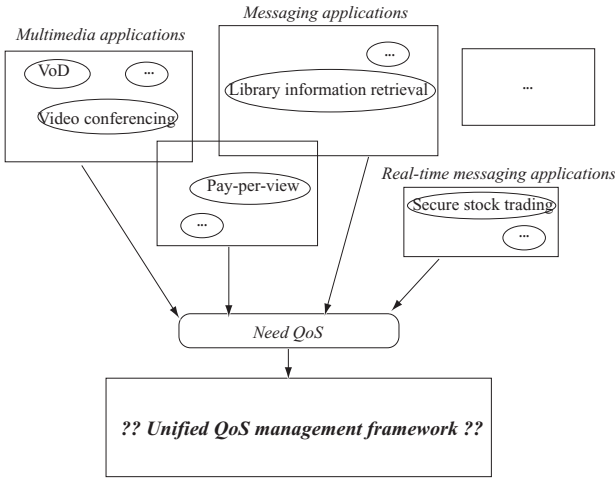 Messaging applications
Multimedia applications
VoD
...
...
Library information retrieval
...
Video conferencing
Real-time messaging applications
Pay-per-view
Secure stock trading
...
...
Need QoS
?? Unified QoS management framework ??